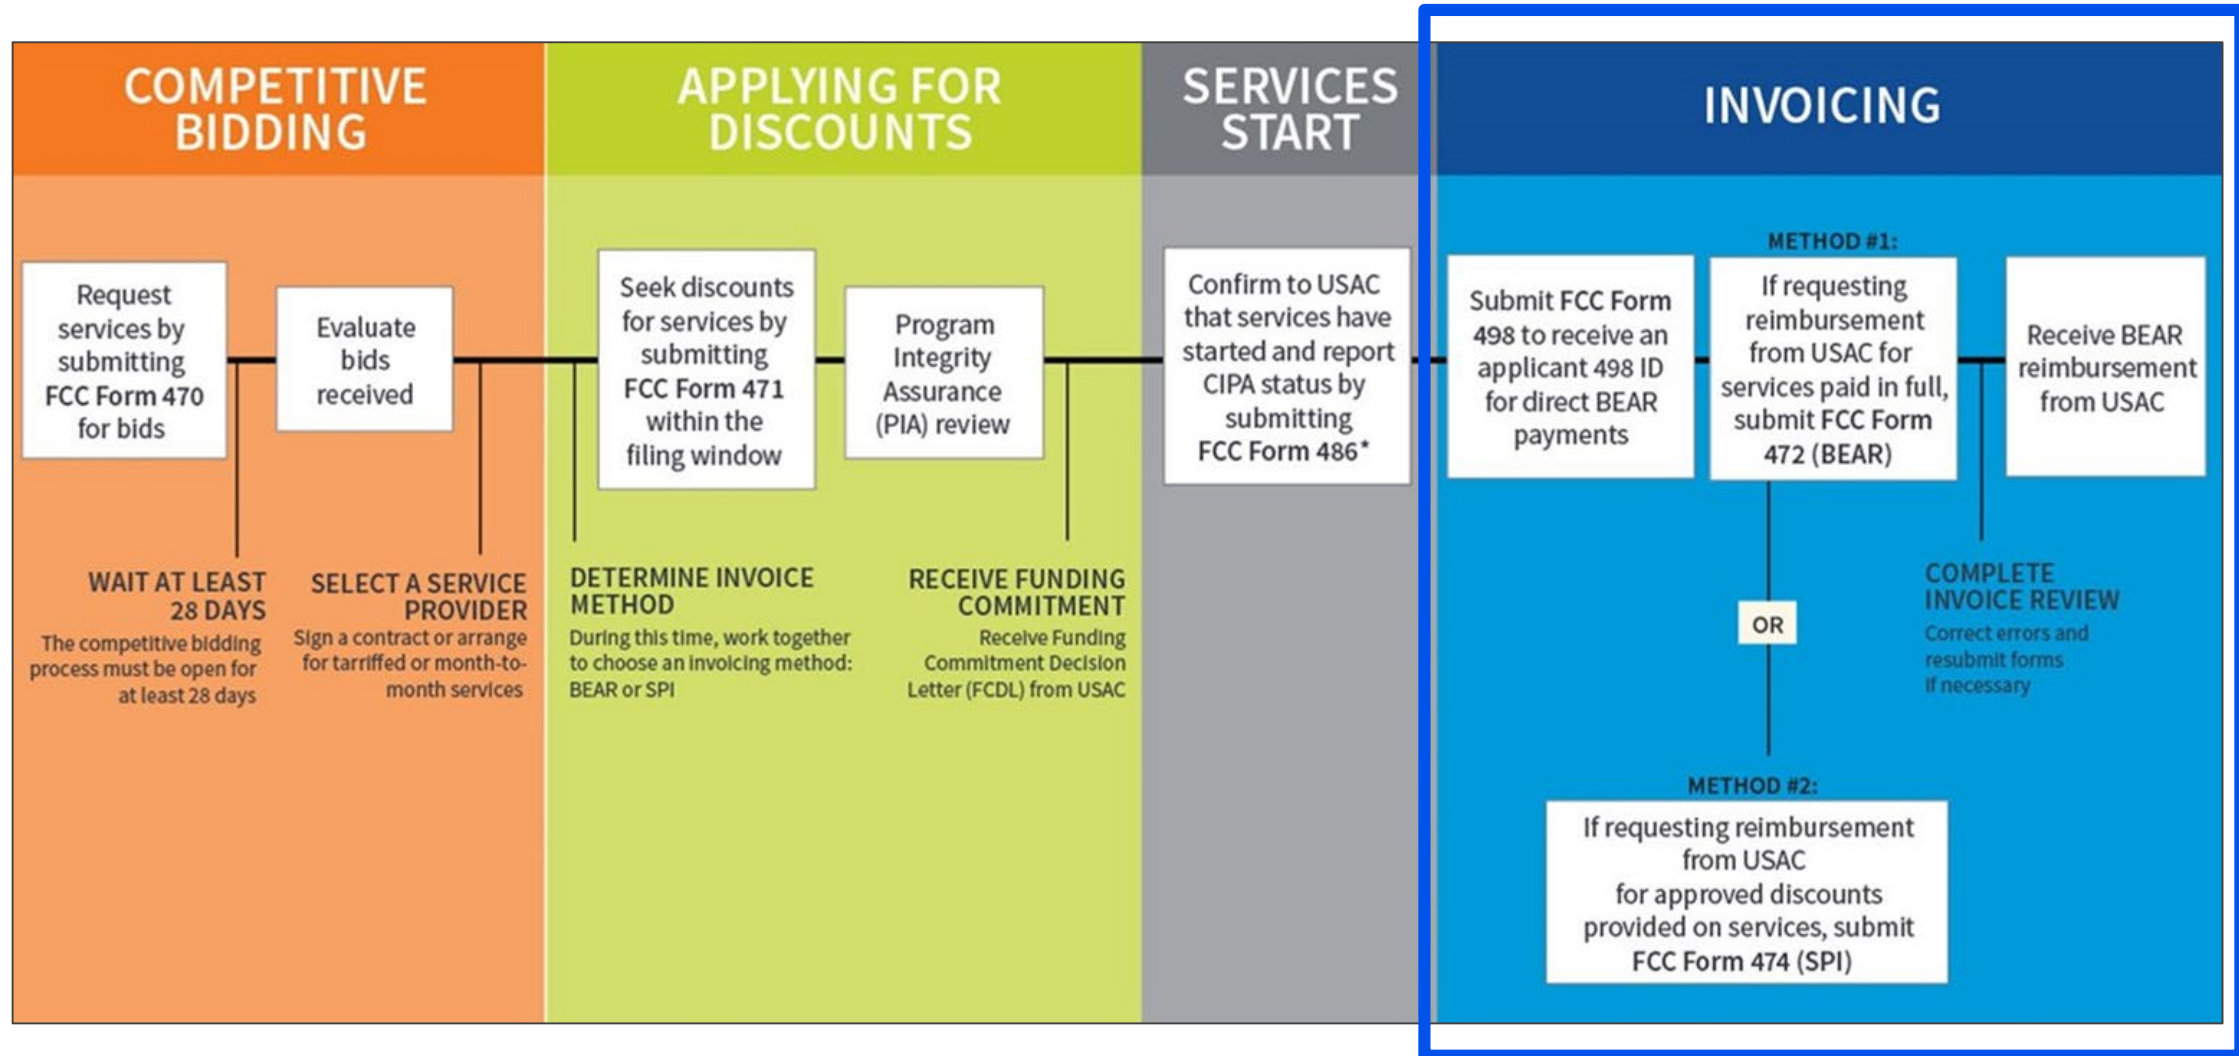 COMPETITIVE
BIDDING
Request
services by
submitting
FCC Form 470
for bids
Evaluate
bids
received
WAIT AT LEAST
28 DAYS
The competitive bidding
process must be open for
at least 28 days
SELECT A SERVICE
PROVIDER
Sign a contract or arrange
for tarriffed or month-to-
month services
APPLYING FOR
DISCOUNTS
Seek discounts
for services by
submitting
FCC Form 471
within the
filing window
Program
Integrity
Assurance
(PIA) review
DETERMINE INVOICE
METHOD
During this time, work together
to choose an invoicing method:
BEAR or SPI
RECEIVE FUNDING
COMMITMENT
Receive Funding
Commitment Decision
Letter (FCDL) from USAC
SERVICES
START
Confirm to USAC
that services have
started and report
CIPA status by
submitting
FCC Form 486*
INVOICING
Submit FCC Form
498 to receive an
applicant 498 ID
for direct BEAR
payments
METHOD #1:
If requesting
reimbursement
from USAC for
services paid in full,
submit FCC Form
472 (BEAR)
Receive BEAR
reimbursement
from USAC
COMPLETE
INVOICE REVIEW
Correct errors and
resubmit forms
if necessary
OR
METHOD #2:
If requesting reimbursement
from USAC
for approved discounts
provided on services, submit
FCC Form 474 (SPI)